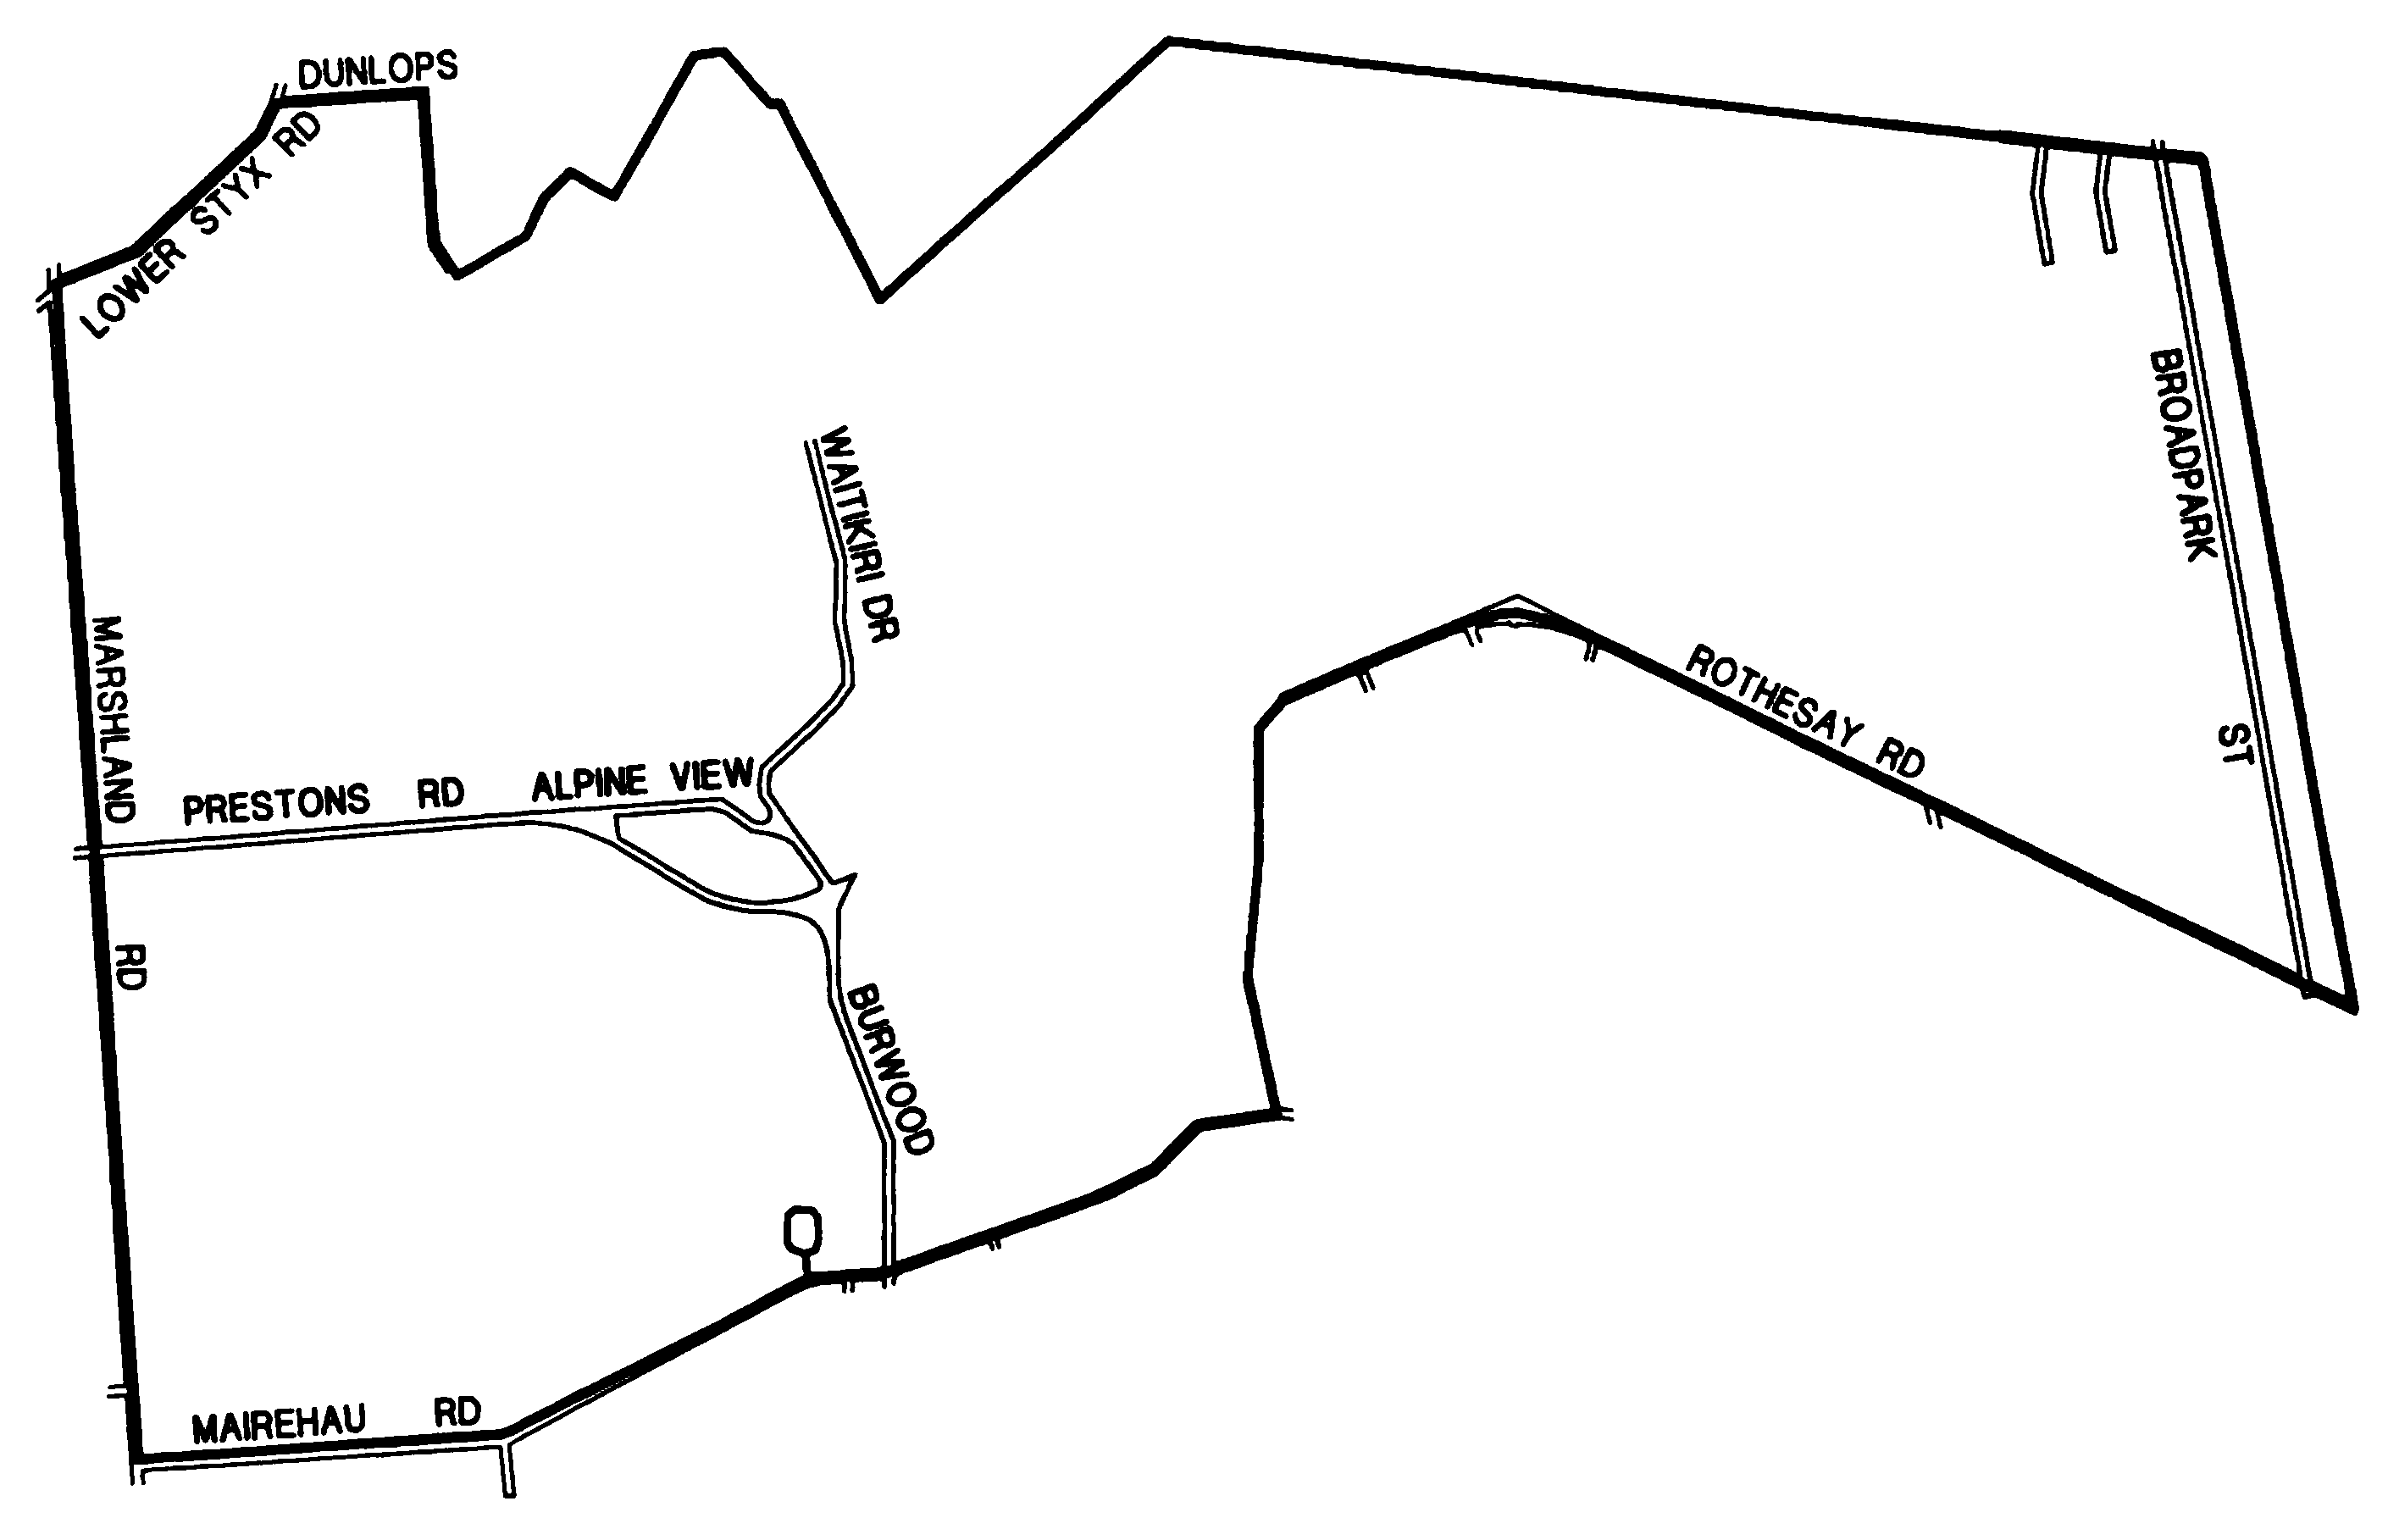 DUNLOPS
LOWER STYX RD
BROADPARK ST
WAITIKIRI DR
MARSHLAND RD
ROTHESAY RD
PRESTONS RD ALPINE VIEW
BURWOOD
MAIREHAU RD